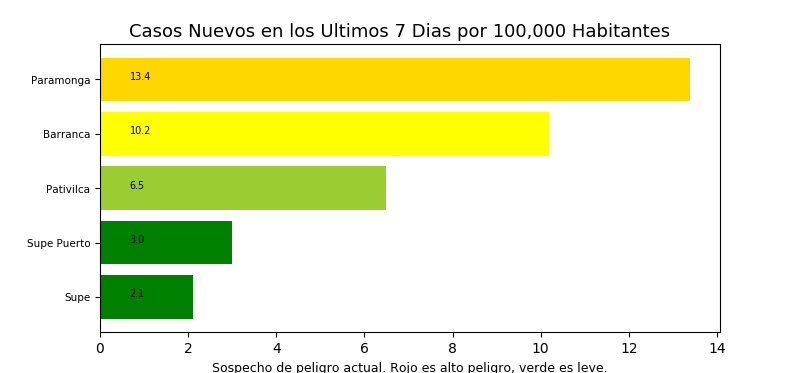 Casos Nuevos en los Ultimos 7 Dias por 100,000 Habitantes
Paramonga 13.4
Barranca 10.2
Pativilca 6.5
Supe Puerto 3.0
Supe 2.1
0 2 4 6 8 10 12 14
Sospecho de peligro actual. Rojo es alto peligro, verde es leve.